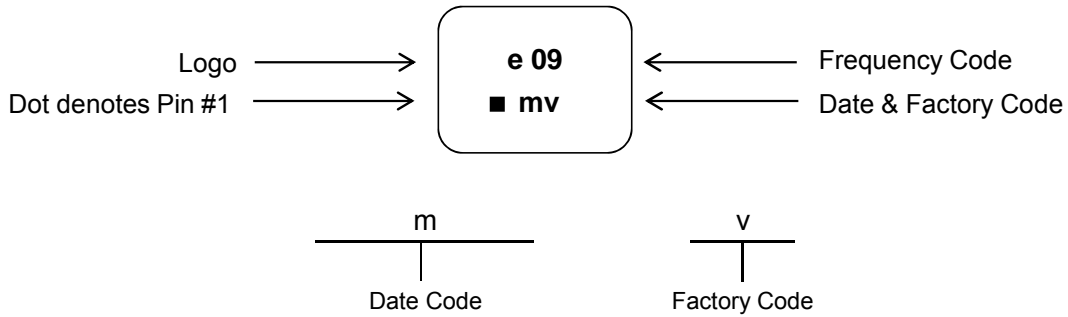 Logo e 09 Frequency Code
Dot denotes Pin #1 ■ mv Date & Factory Code
m v
Date Code Factory Code